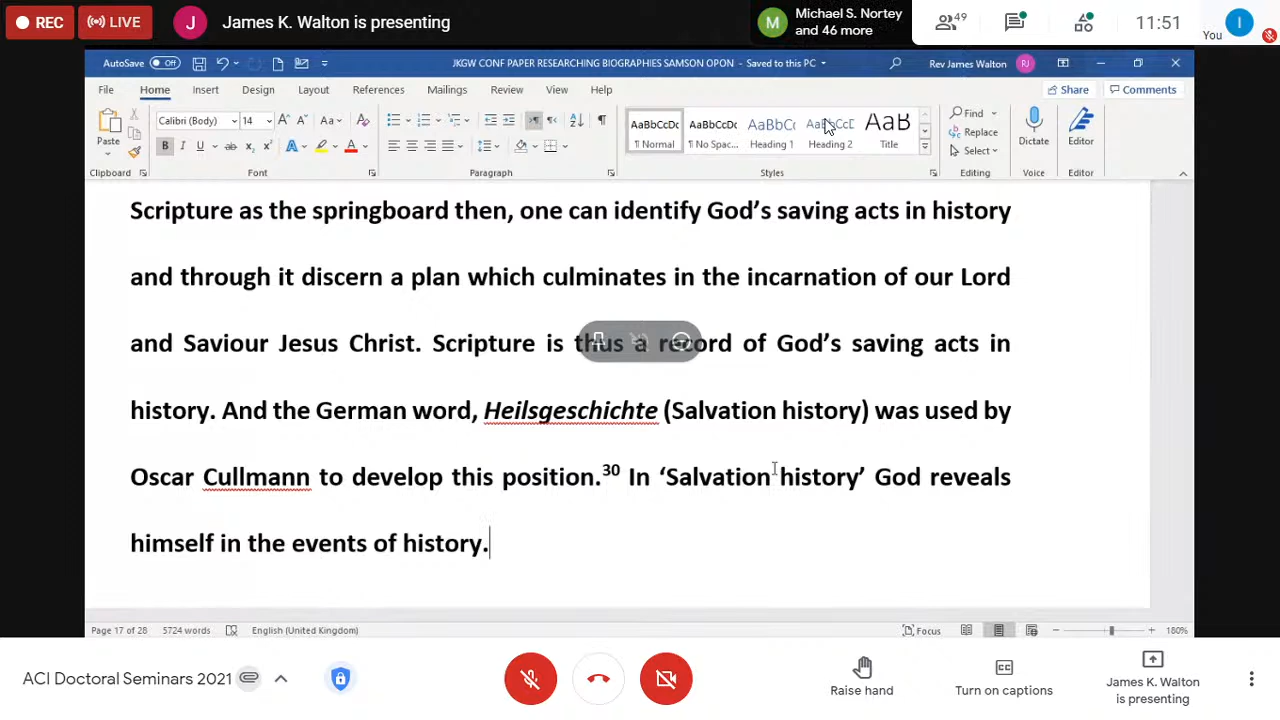 REC
LIVE
J
James K. Walton is presenting
M
Michael S. Nortey
and 46 more
49
11:51
You
I
AutoSave Off
JKGW CONF PAPER RESEARCHING BIOGRAPHIES SAMSON OPON - Saved to this PC
Rev James Walton
RJ
File Home Insert Design Layout References Mailings Review View Help
Share
Comments
Paste
Clipboard
Calibri (Body) 14
Font
Paragraph
AaBbCcDc
¶ Normal
AaBbCcDc
¶ No Spac...
AaBbCc
Heading 1
AaBbCcD
Heading 2
AaB
Title
Styles
Find
Replace
Select
Editing
Dictate
Voice
Editor
Editor
Scripture as the springboard then, one can identify God's saving acts in history
and through it discern a plan which culminates in the incarnation of our Lord
and Saviour Jesus Christ. Scripture is thus a record of God's saving acts in
history. And the German word, Heilsgeschichte (Salvation history) was used by
Oscar Cullmann to develop this position.30 In ‘Salvation history’ God reveals
himself in the events of history.
Page 17 of 28 5724 words English (United Kingdom)
Focus
180%
ACI Doctoral Seminars 2021
Raise hand
Turn on captions
James K. Walton
is presenting